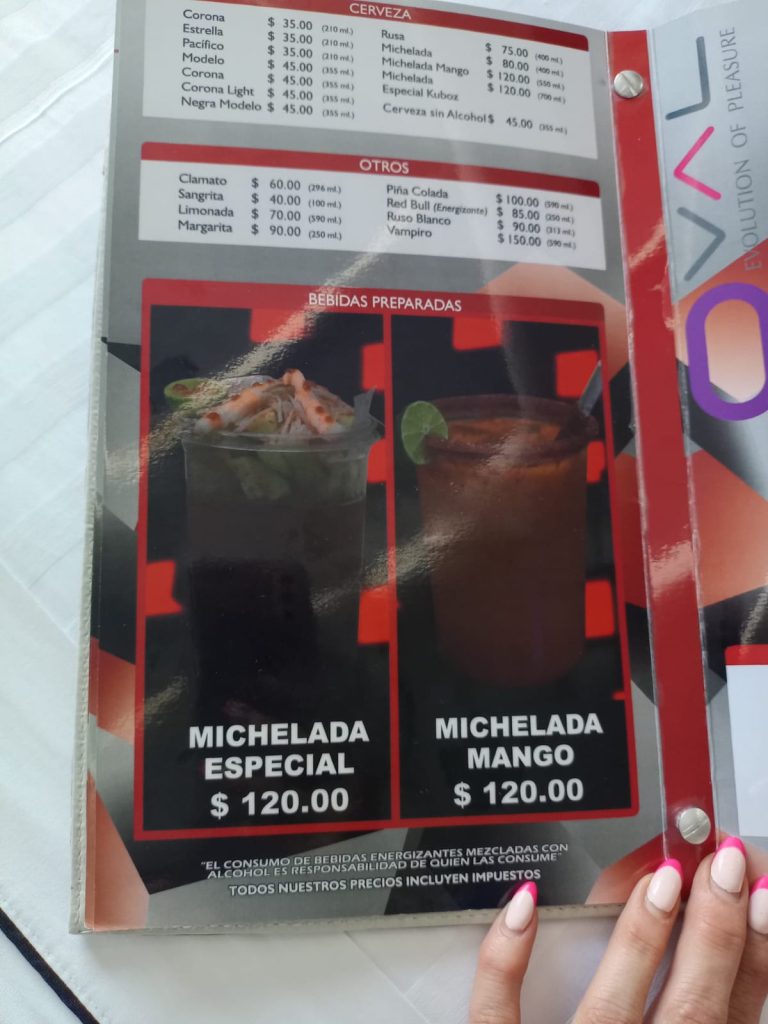 CERVEZA
Corona $ 35.00 (210 ml.)
Estrella $ 35.00 (210 ml.)
Pacífico $ 35.00 (210 ml.)
Modelo $ 45.00 (355 ml.)
Corona $ 45.00 (355 ml.)
Corona Light $ 45.00 (355 ml.)
Negra Modelo $ 45.00 (355 ml.)
Rusa $ 75.00 (400 ml.)
Michelada $ 80.00 (400 ml.)
Michelada Mango $ 120.00 (550 ml.)
Michelada $ 120.00 (700 ml.)
Especial Kuboz
Cerveza sin Alcohol $ 45.00 (355 ml.)
OTROS
Clamato $ 60.00 (296 ml.)
Sangrita $ 40.00 (100 ml.)
Limonada $ 70.00 (590 ml.)
Margarita $ 90.00 (250 ml.)
Piña Colada $ 100.00 (590 ml.)
Red Bull (Energizante) $ 85.00 (250 ml.)
Ruso Blanco $ 90.00 (313 ml.)
Vampiro $ 150.00 (590 ml.)
BEBIDAS PREPARADAS
MICHELADA
ESPECIAL
$ 120.00
MICHELADA
MANGO
$ 120.00
"EL CONSUMO DE BEBIDAS ENERGIZANTES MEZCLADAS CON
ALCOHOL ES RESPONSABILIDAD DE QUIEN LAS CONSUME"
TODOS NUESTROS PRECIOS INCLUYEN IMPUESTOS
OVAL
EVOLUTION OF PLEASURE